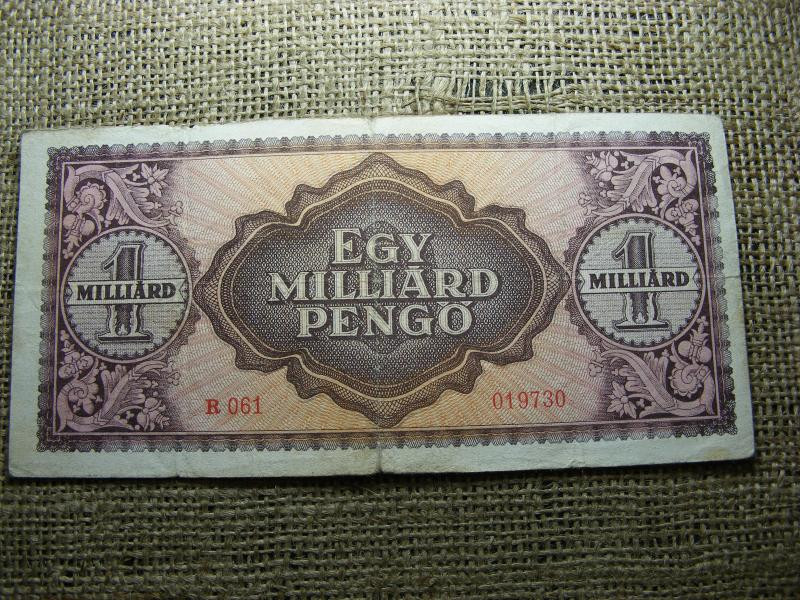 EGY
MILLIÁRD
PENGŐ
1
MILLIÁRD
1
MILLIÁRD
R 061
019730